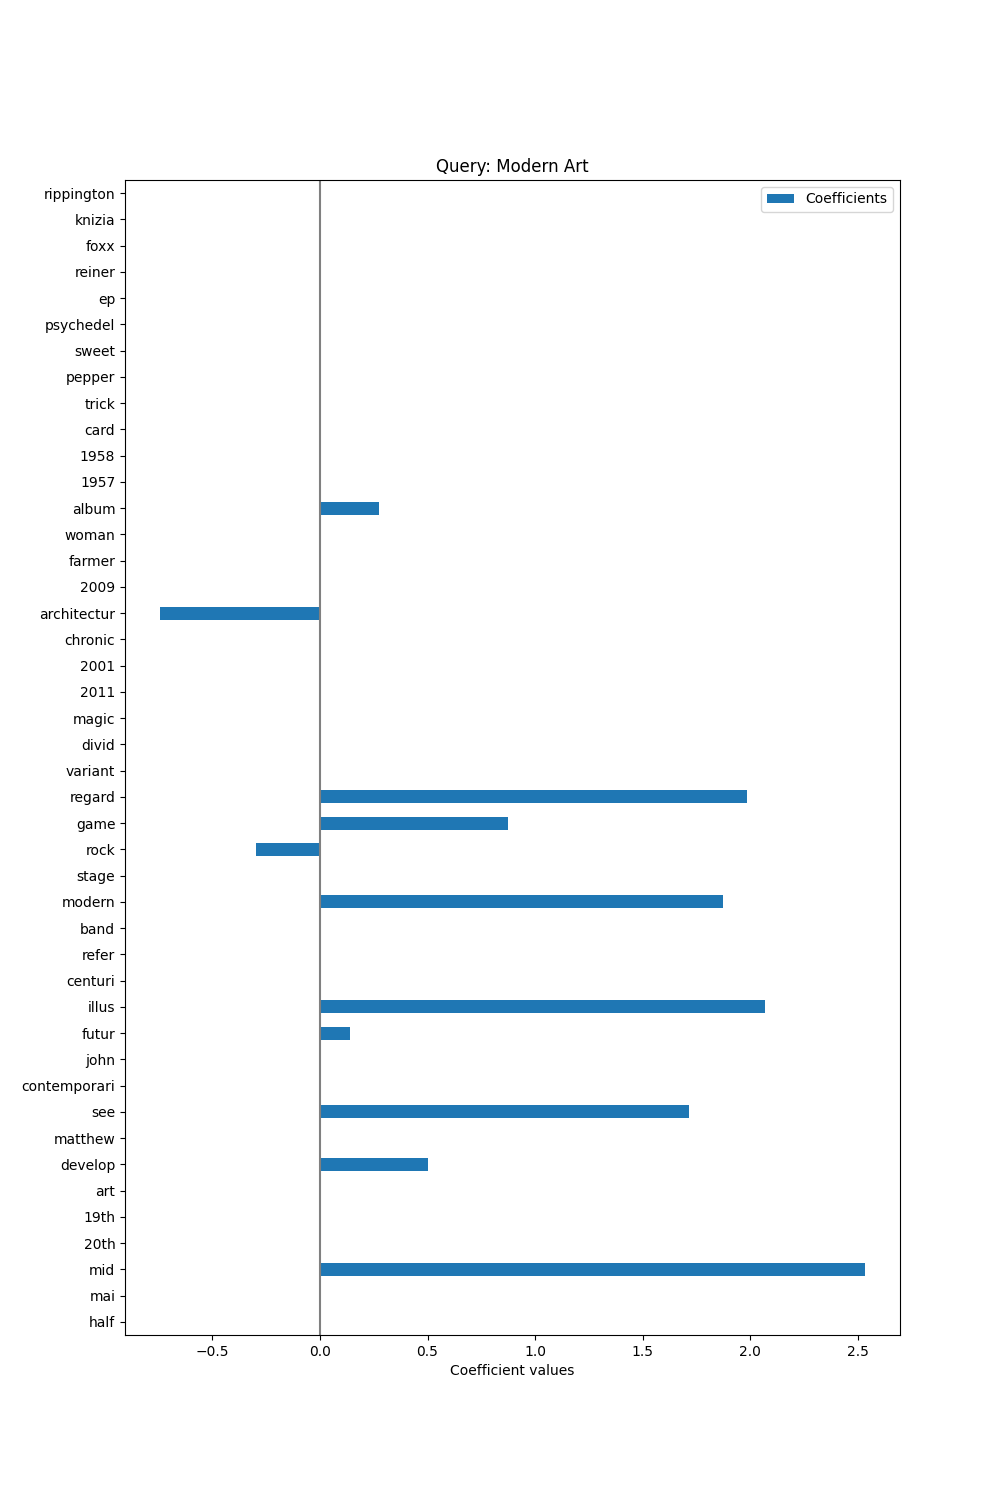 Query: Modern Art
Coefficients
rippington
knizia
foxx
reiner
ep
psychedel
sweet
pepper
trick
card
1958
1957
album
woman
farmer
2009
architectur
chronic
2001
2011
magic
divid
variant
regard
game
rock
stage
modern
band
refer
centuri
illus
futur
john
contemporari
see
matthew
develop
art
19th
20th
mid
mai
half
−0.5 0.0 0.5 1.0 1.5 2.0 2.5
Coefficient values